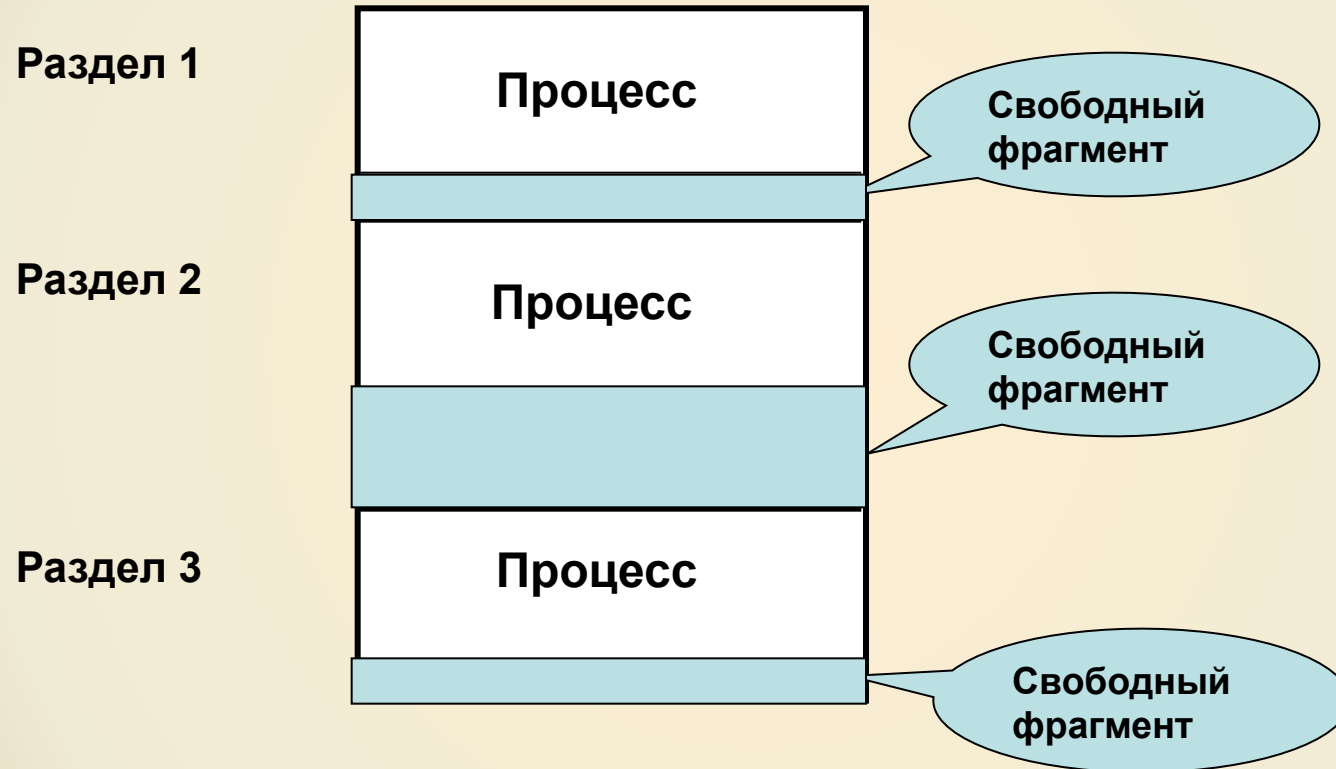 Раздел 1
Процесс
Свободный
фрагмент
Раздел 2
Процесс
Свободный
фрагмент
Раздел 3
Процесс
Свободный
фрагмент